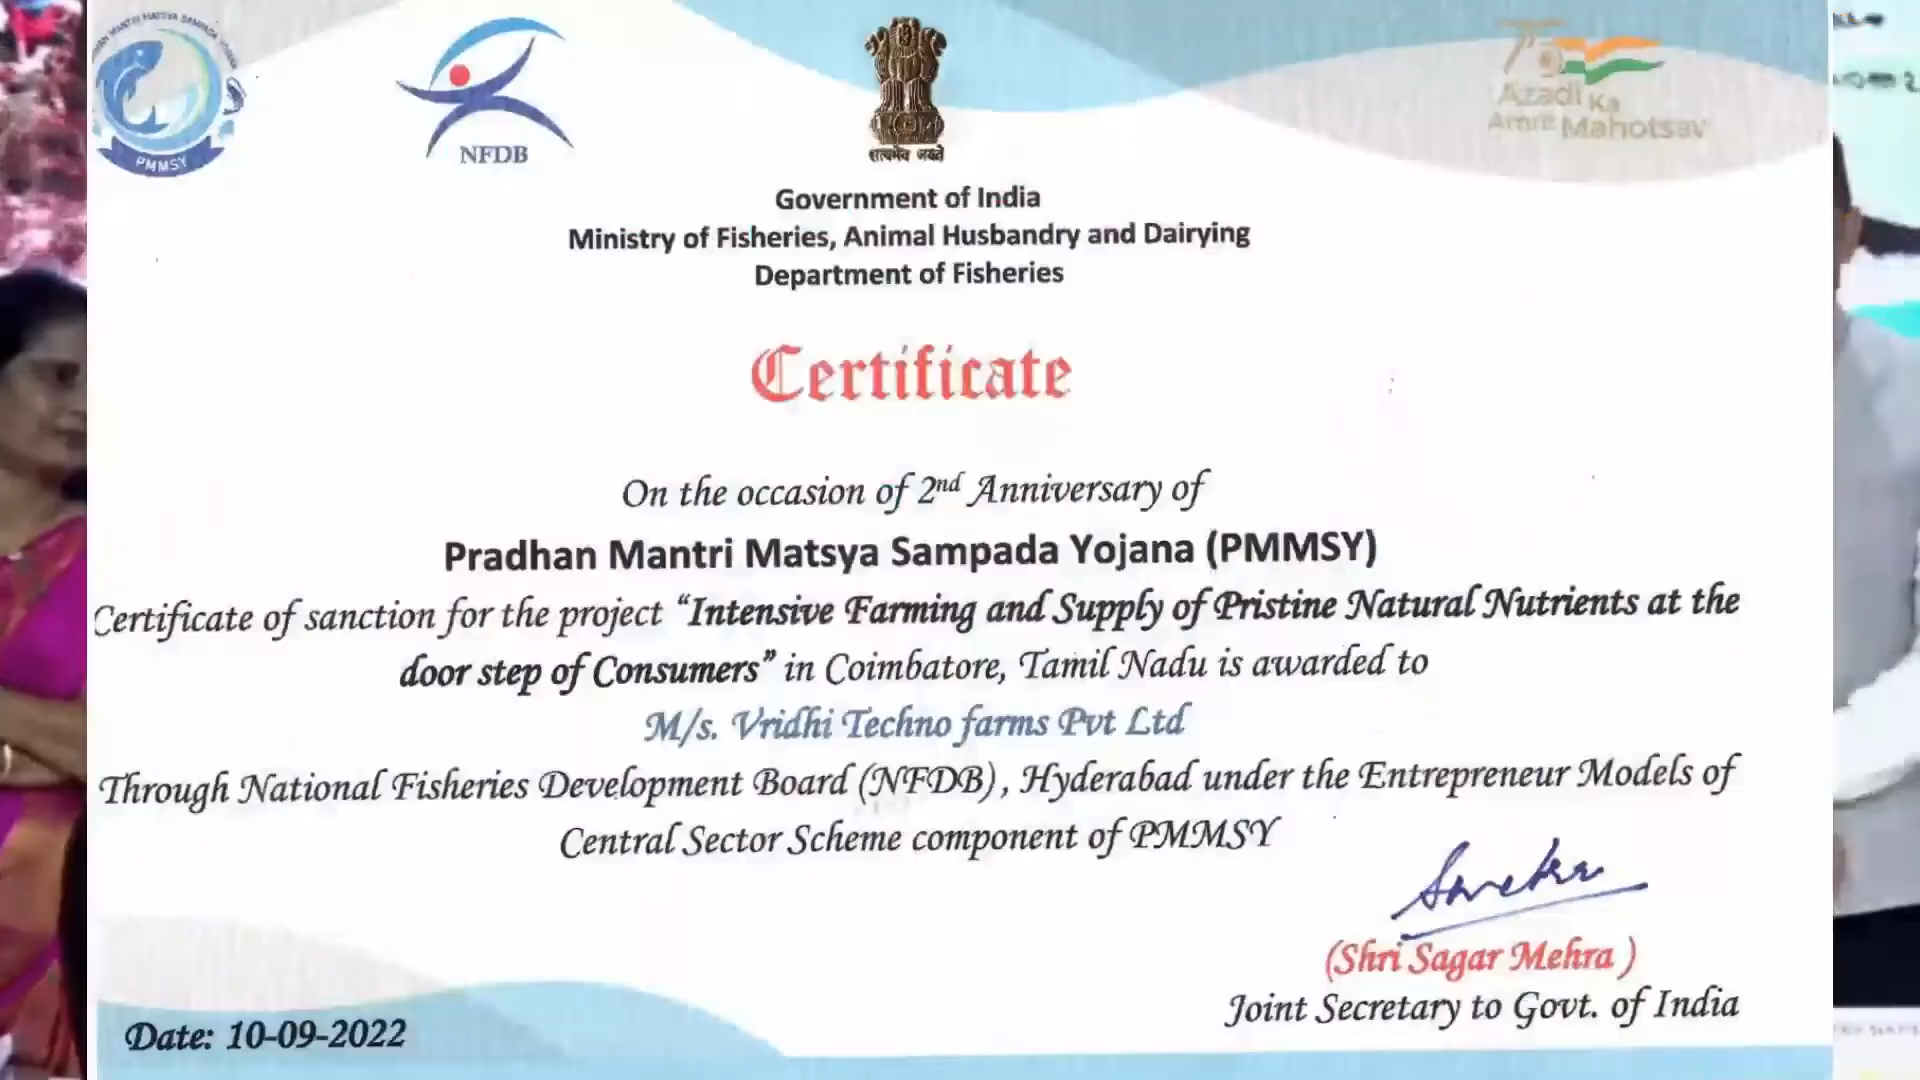 PMMSY
NFDB
सत्यमेव जयते
Azadi Ka
Amrit Mahotsav
Government of India
Ministry of Fisheries, Animal Husbandry and Dairying
Department of Fisheries
Certificate
On the occasion of 2nd Anniversary of
Pradhan Mantri Matsya Sampada Yojana (PMMSY)
Certificate of sanction for the project “Intensive Farming and Supply of Pristine Natural Nutrients at the
door step of Consumers” in Coimbatore, Tamil Nadu is awarded to
M/s. Vridhi Techno farms Pvt Ltd
Through National Fisheries Development Board (NFDB), Hyderabad under the Entrepreneur Models of
Central Sector Scheme component of PMMSY
(Shri Sagar Mehra )
Joint Secretary to Govt. of India
Date: 10-09-2022